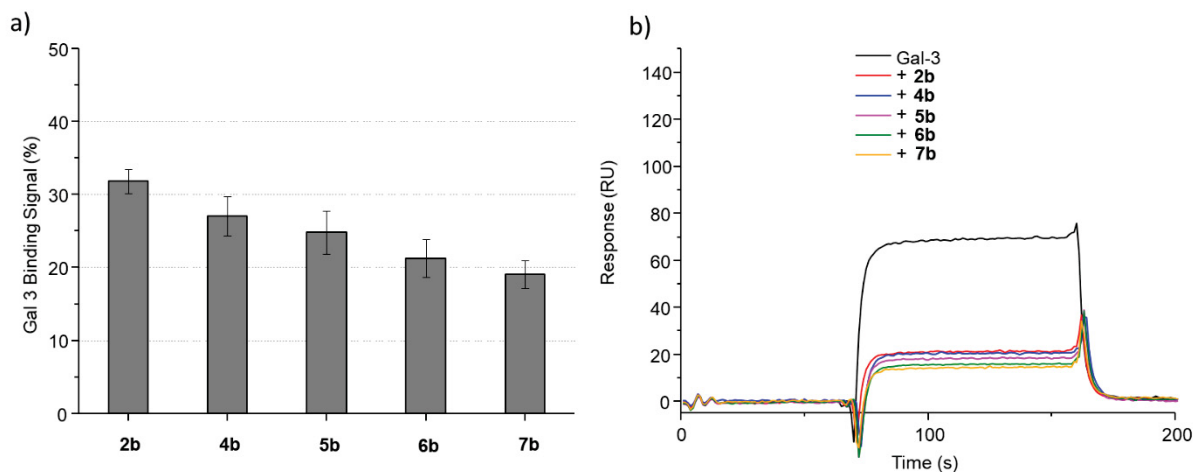 a)
50
40
30
20
10
0
Gal 3 Binding Signal (%)
2b
4b
5b
6b
7b
b)
Gal-3
+ 2b
+ 4b
+ 5b
+ 6b
+ 7b
140
120
100
80
60
40
20
0
Response (RU)
0
100
200
Time (s)